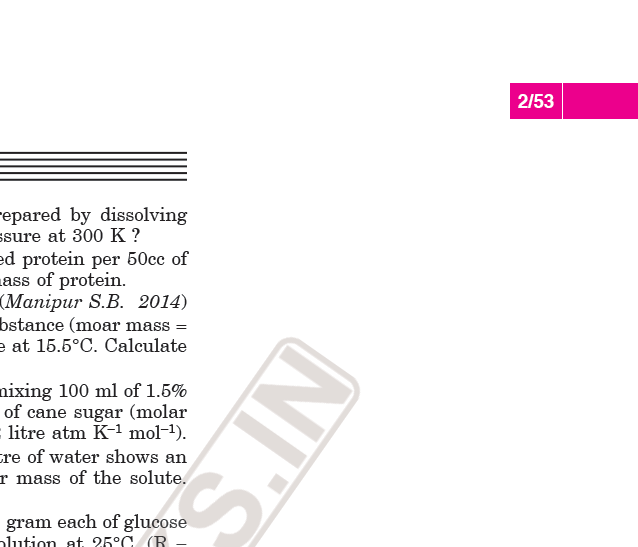 2/53
repared by dissolving
ssure at 300 K ?
ed protein per 50cc of
mass of protein.
(Manipur S.B. 2014)
bstance (moar mass =
e at 15.5°C. Calculate
mixing 100 ml of 1.5%
of cane sugar (molar
litre atm K⁻¹ mol⁻¹).
tre of water shows an
r mass of the solute.
gram each of glucose
olution at 25°C. (R =
S.IN